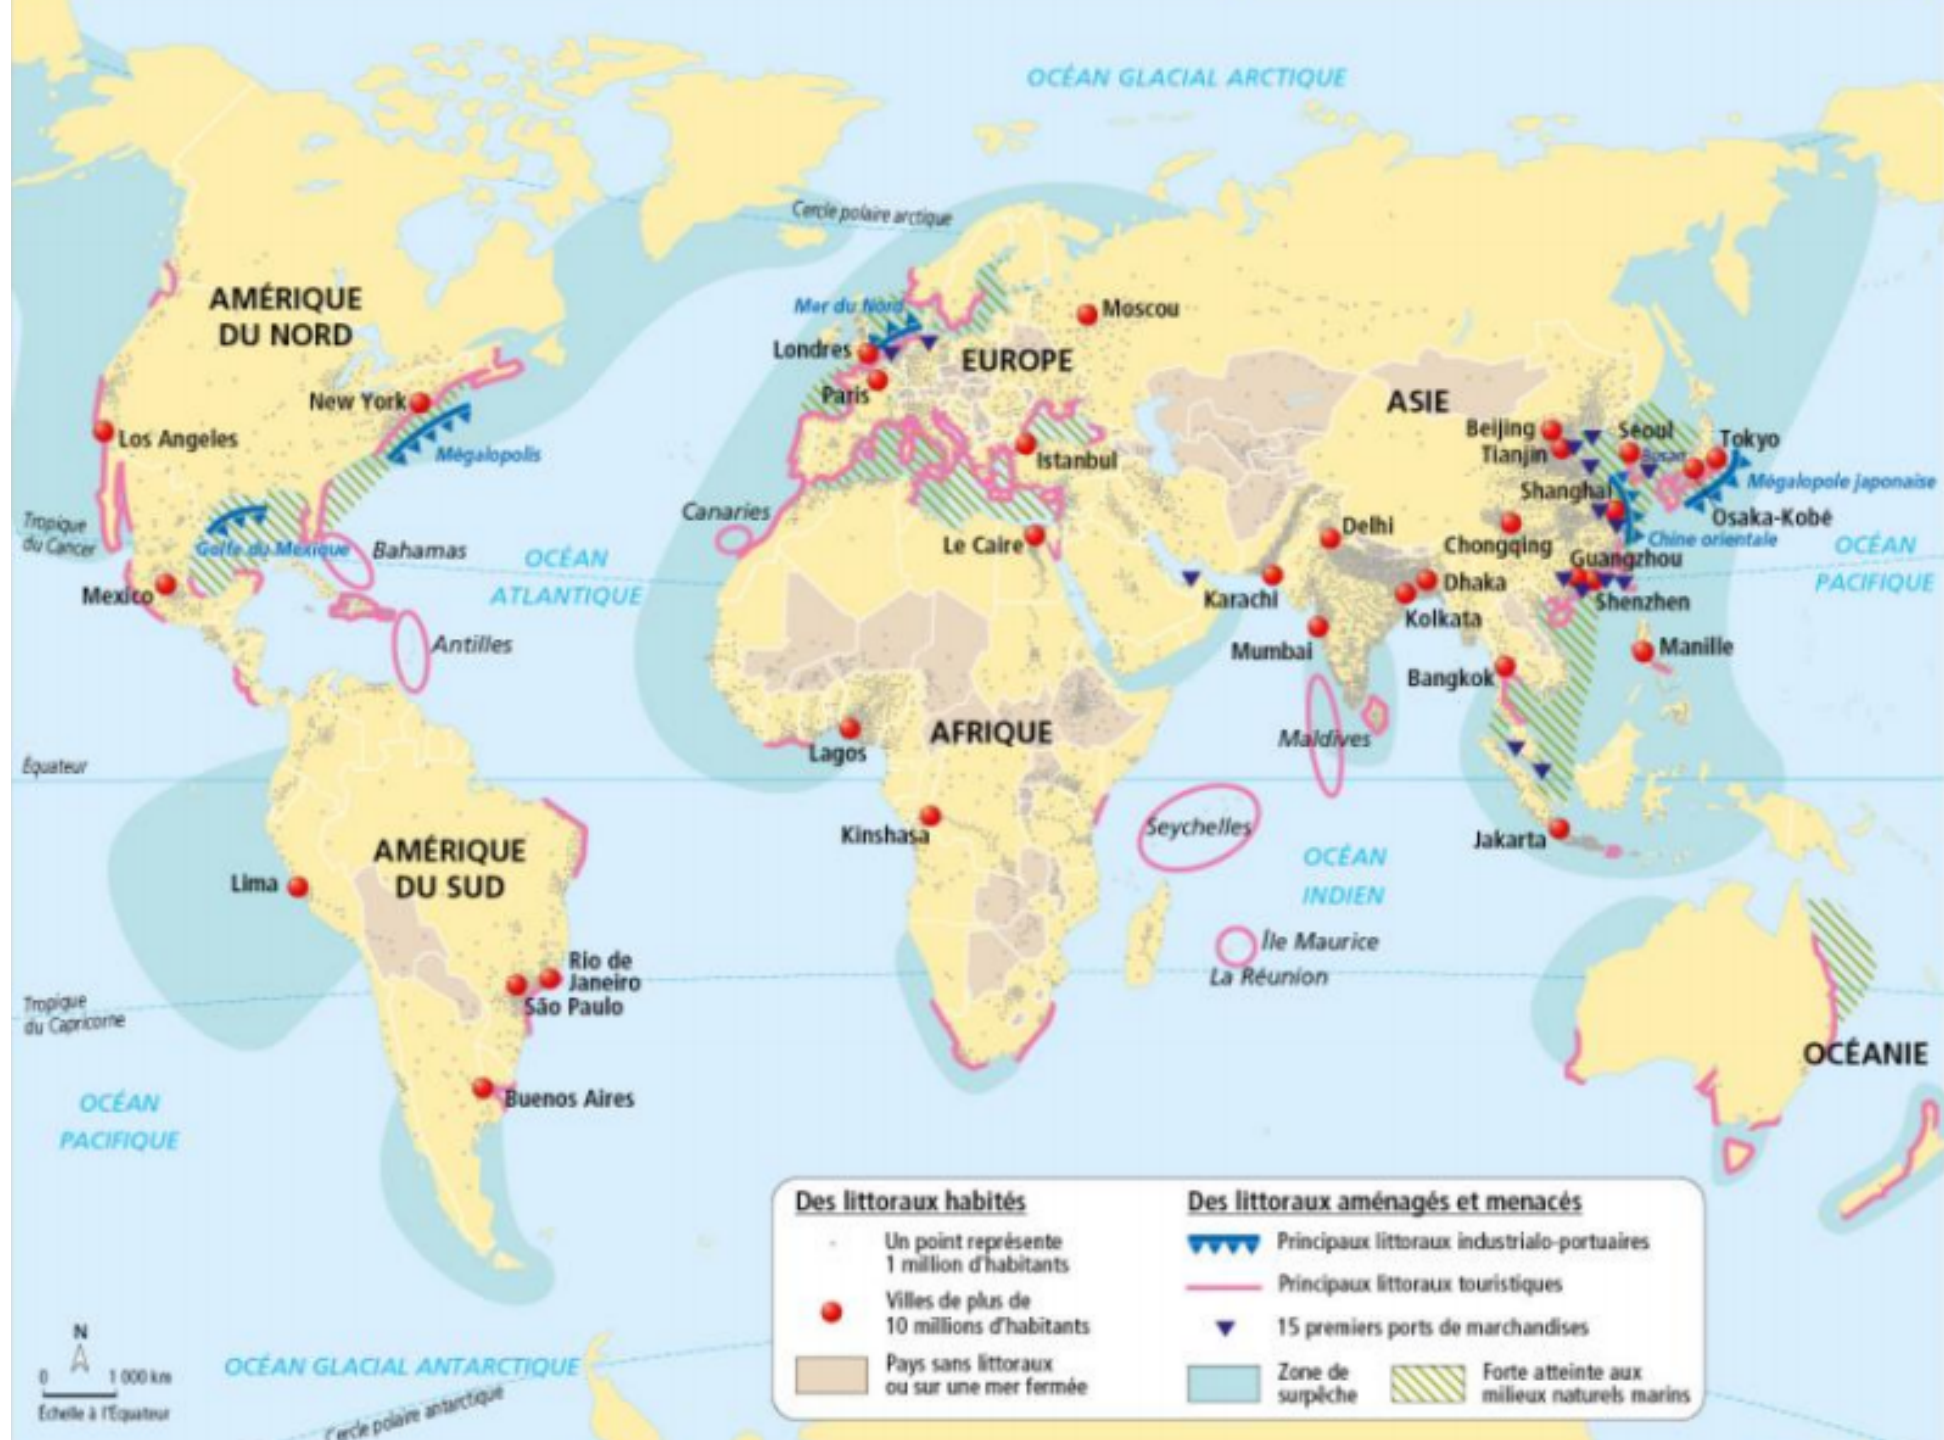 OCÉAN GLACIAL ARCTIQUE
Cercle polaire arctique
AMÉRIQUE
DU NORD
Mer du Nord
Moscou
Londres
EUROPE
Paris
ASIE
New York
Los Angeles
Mégalopolis
Istanbul
Beijing
Tianjin
Séoul
Busan
Tokyo
Mégalopole japonaise
Shanghai
Osaka-Kobé
Chine orientale
Canaries
Tropique
du Cancer
Golfe du Mexique
Bahamas
OCÉAN
ATLANTIQUE
Le Caire
Delhi
Chongqing
Guangzhou
OCÉAN
PACIFIQUE
Mexico
Karachi
Dhaka
Kolkata
Shenzhen
Antilles
Mumbai
Bangkok
Manille
Lagos
AFRIQUE
Maldives
Équateur
Kinshasa
Seychelles
Jakarta
AMÉRIQUE
DU SUD
OCÉAN
INDIEN
Lima
Île Maurice
La Réunion
Rio de
Janeiro
São Paulo
Tropique
du Capricorne
OCÉANIE
Buenos Aires
OCÉAN
PACIFIQUE
Des littoraux habités
Un point représente
1 million d'habitants
Villes de plus de
10 millions d'habitants
Pays sans littoraux
ou sur une mer fermée
Des littoraux aménagés et menacés
Principaux littoraux industrialo-portuaires
Principaux littoraux touristiques
15 premiers ports de marchandises
Zone de
surpêche
Forte atteinte aux
milieux naturels marins
N
0 1 000 km
Échelle à l'Équateur
OCÉAN GLACIAL ANTARCTIQUE
Cercle polaire antarctique